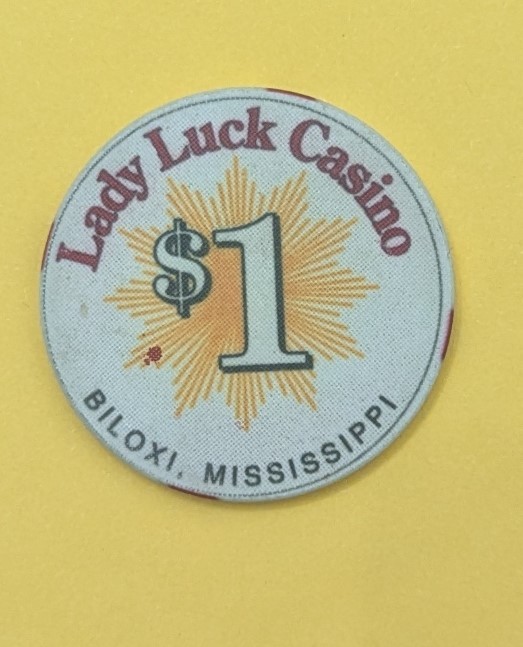 Lady Luck Casino
$1
BILOXI, MISSISSIPPI